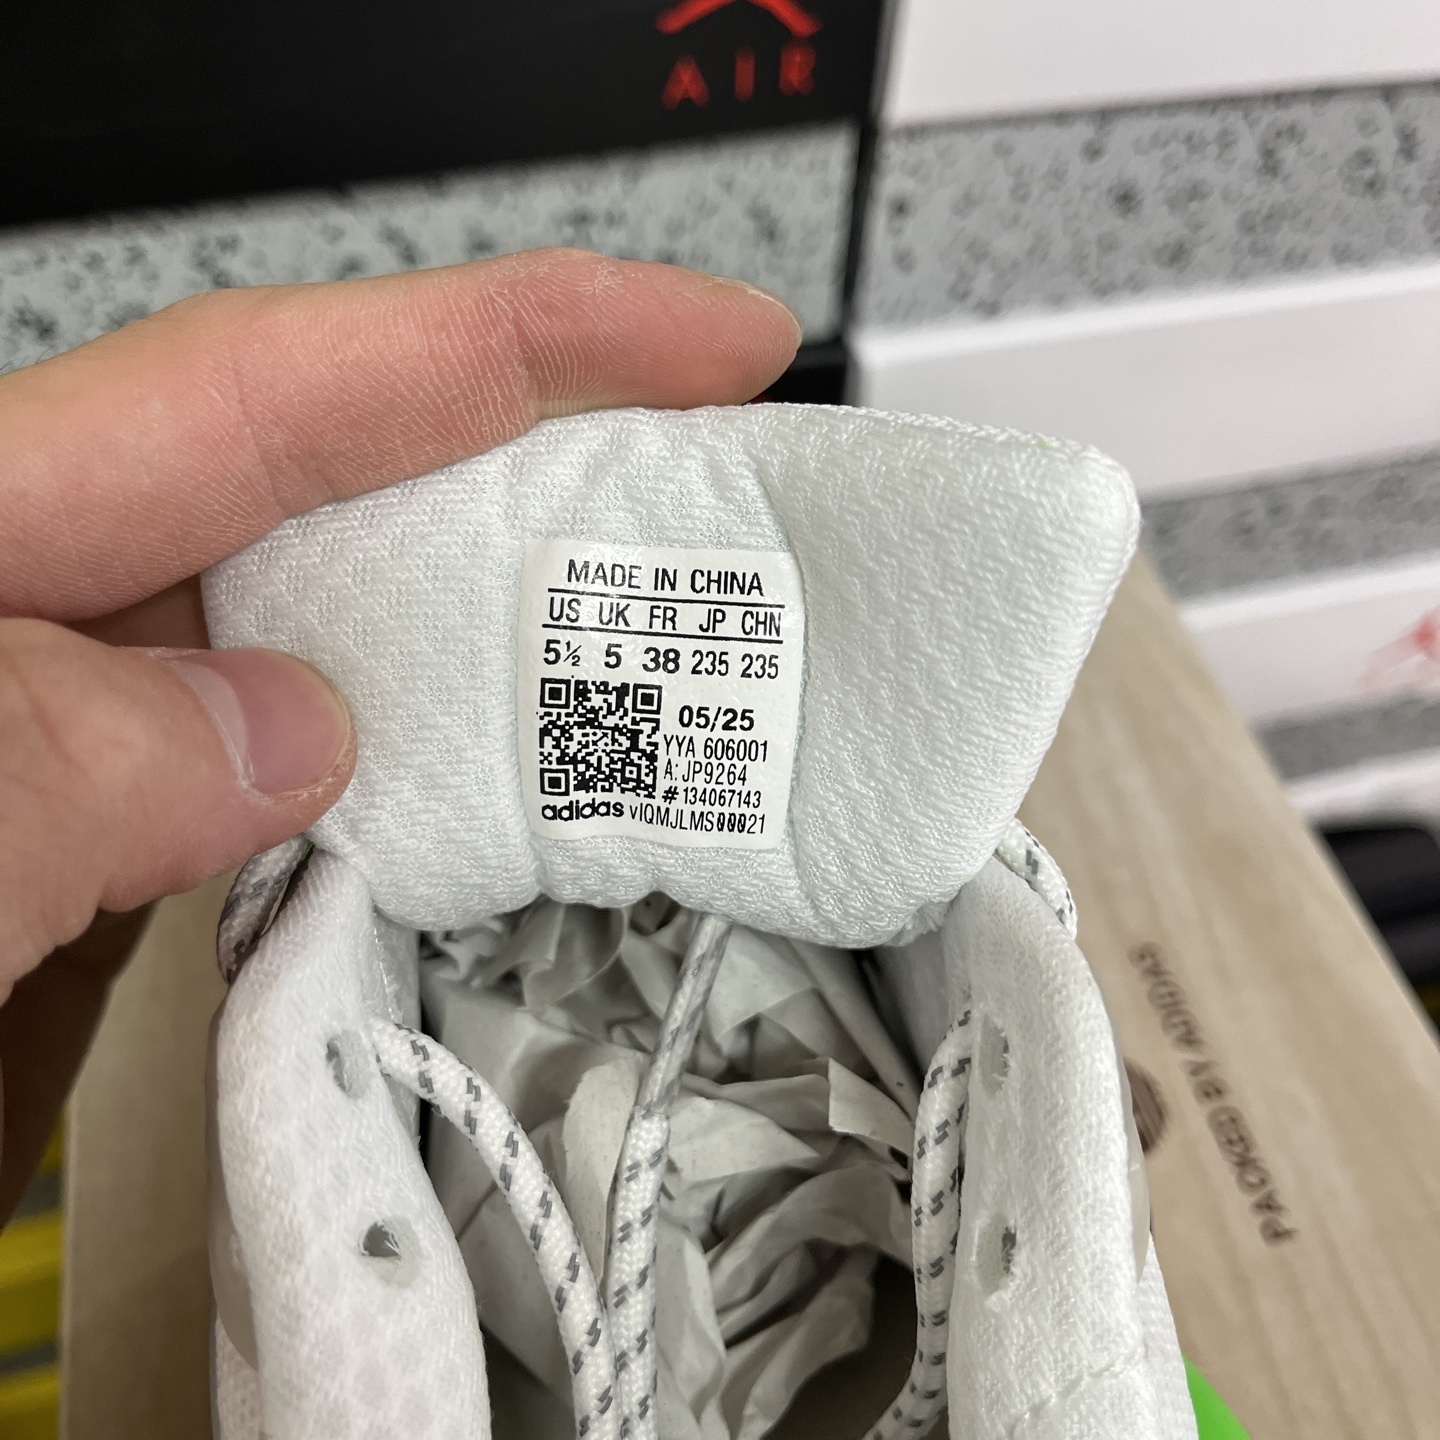 AIR
MADE IN CHINA
US UK FR JP CHN
5½ 5 38 235 235
05/25
YYA 606001
A: JP9264
# 134067143
adidas vIQMJLMS00021
PACKED BY ADIDAS